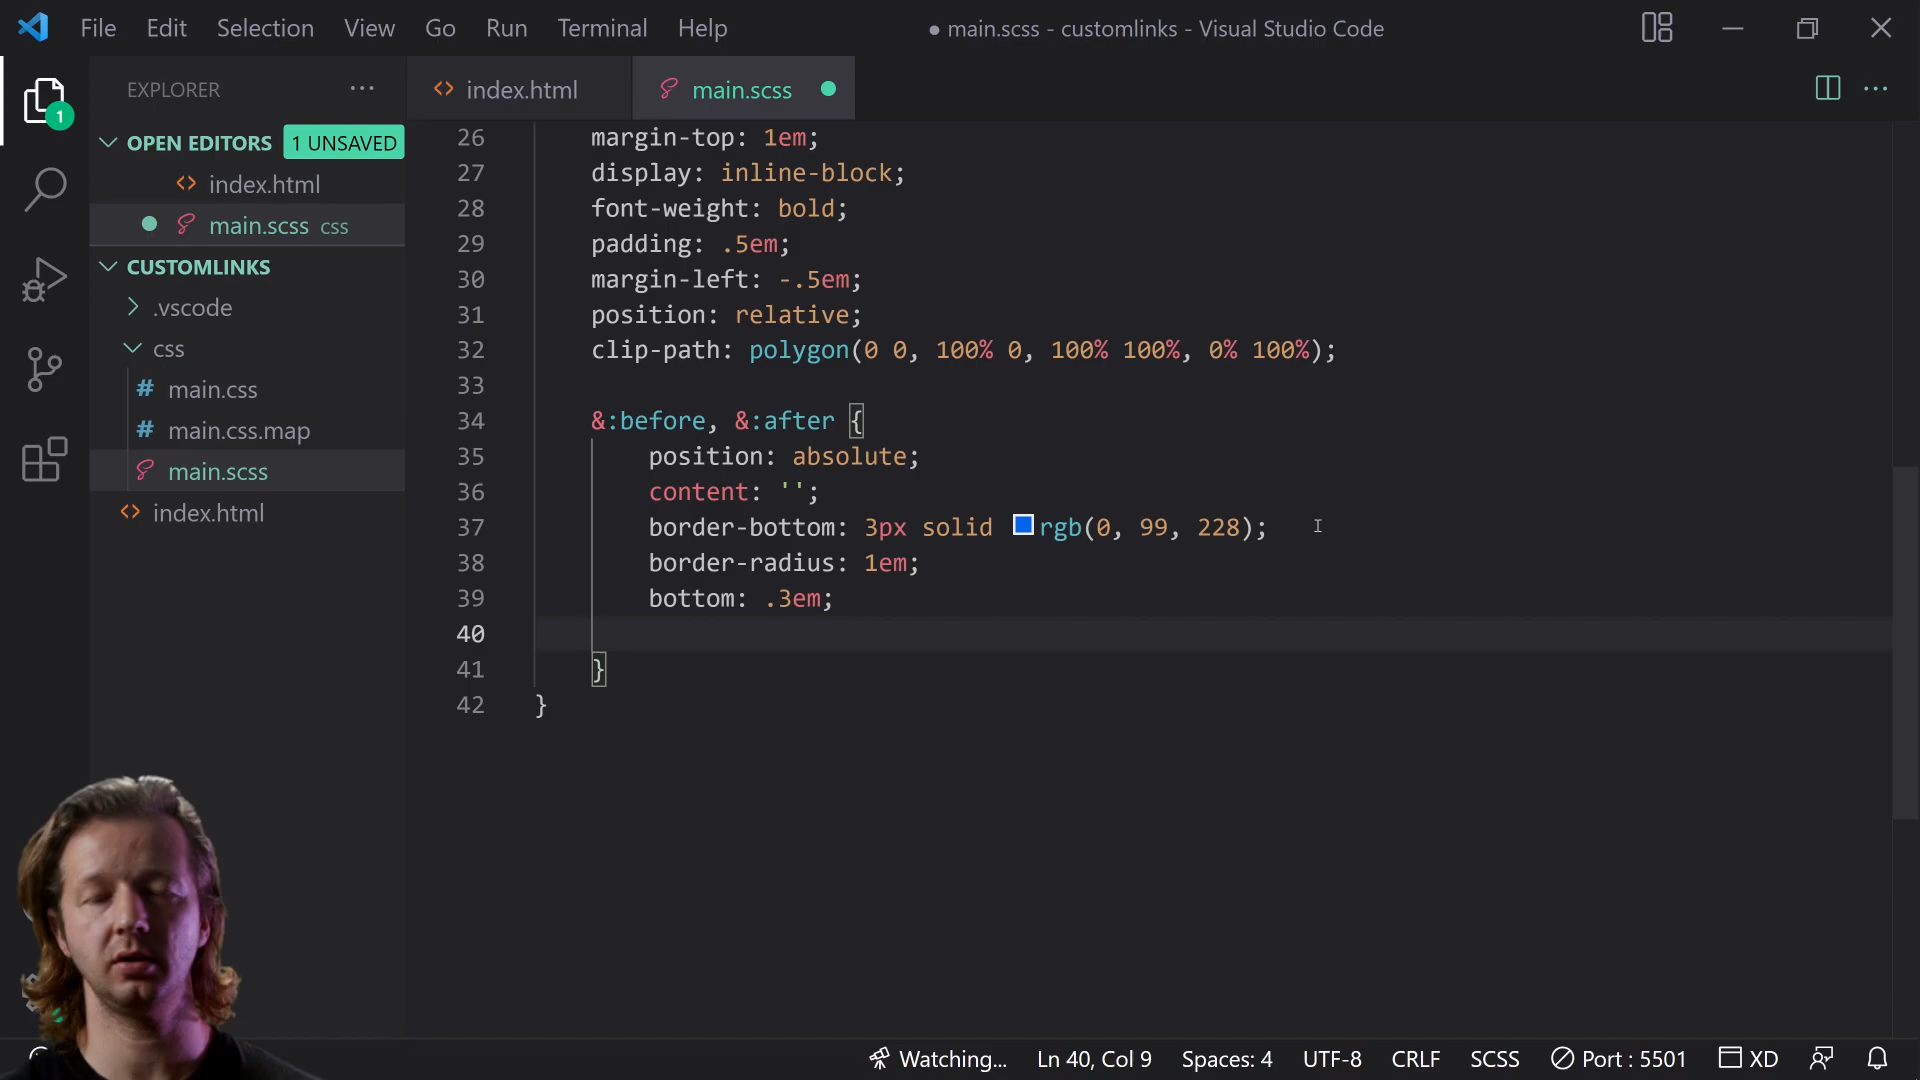 File Edit Selection View Go Run Terminal Help
● main.scss - customlinks - Visual Studio Code
EXPLORER ···
1
OPEN EDITORS 1 UNSAVED
index.html
main.scss css
CUSTOMLINKS
.vscode
css
# main.css
# main.css.map
main.scss
<> index.html
<> index.html
main.scss
26 margin-top: 1em;
27 display: inline-block;
28 font-weight: bold;
29 padding: .5em;
30 margin-left: -.5em;
31 position: relative;
32 clip-path: polygon(0 0, 100% 0, 100% 100%, 0% 100%);
33
34 &:before, &:after {
35 position: absolute;
36 content: '';
37 border-bottom: 3px solid rgb(0, 99, 228);
38 border-radius: 1em;
39 bottom: .3em;
40
41 }
42 }
Watching... Ln 40, Col 9 Spaces: 4 UTF-8 CRLF SCSS Port : 5501 XD